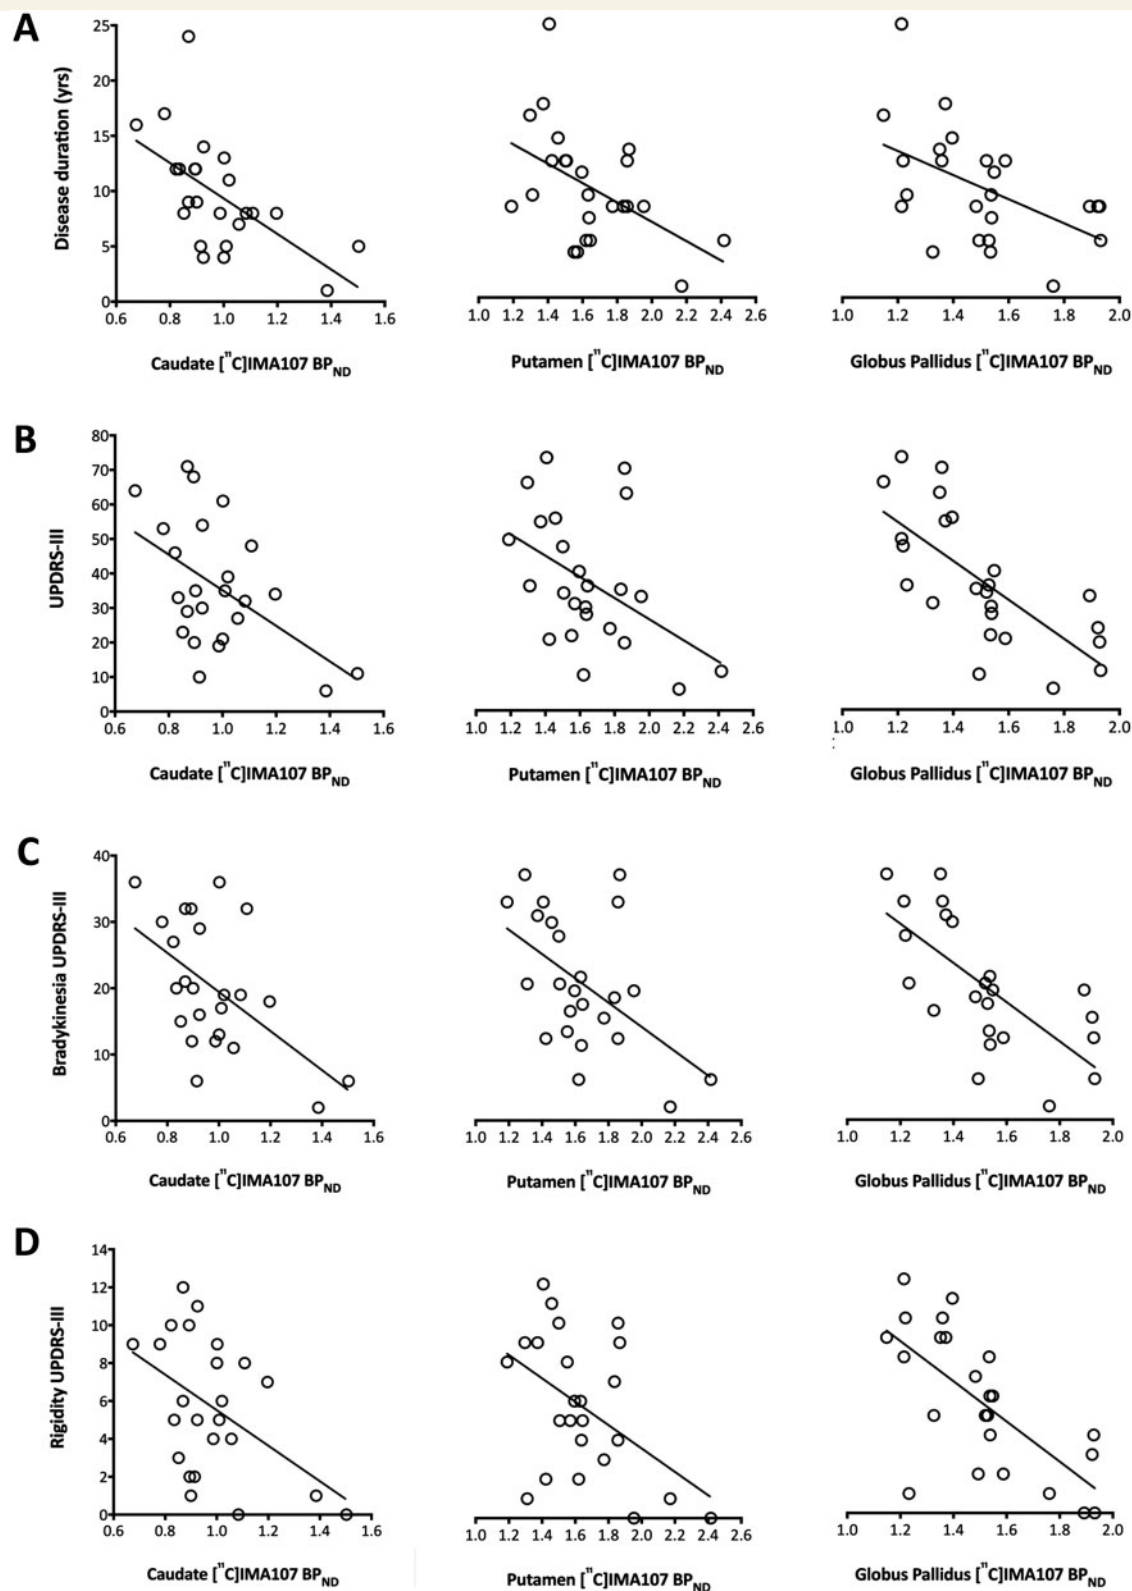 A
Disease duration (yrs)
25
20
15
10
5
0
0.6 0.8 1.0 1.2 1.4 1.6
1.0 1.2 1.4 1.6 1.8 2.0 2.2 2.4 2.6
1.0 1.2 1.4 1.6 1.8 2.0
Caudate [11C]IMA107 BPND
Putamen [11C]IMA107 BPND
Globus Pallidus [11C]IMA107 BPND
B
UPDRS-III
80
70
60
50
40
30
20
10
0
0.6 0.8 1.0 1.2 1.4 1.6
1.0 1.2 1.4 1.6 1.8 2.0 2.2 2.4 2.6
1.0 1.2 1.4 1.6 1.8 2.0
Caudate [11C]IMA107 BPND
Putamen [11C]IMA107 BPND
Globus Pallidus [11C]IMA107 BPND
C
Bradykinesia UPDRS-III
40
30
20
10
0
0.6 0.8 1.0 1.2 1.4 1.6
1.0 1.2 1.4 1.6 1.8 2.0 2.2 2.4 2.6
1.0 1.2 1.4 1.6 1.8 2.0
Caudate [11C]IMA107 BPND
Putamen [11C]IMA107 BPND
Globus Pallidus [11C]IMA107 BPND
D
Rigidity UPDRS-III
14
12
10
8
6
4
2
0
0.6 0.8 1.0 1.2 1.4 1.6
1.0 1.2 1.4 1.6 1.8 2.0 2.2 2.4 2.6
1.0 1.2 1.4 1.6 1.8 2.0
Caudate [11C]IMA107 BPND
Putamen [11C]IMA107 BPND
Globus Pallidus [11C]IMA107 BPND